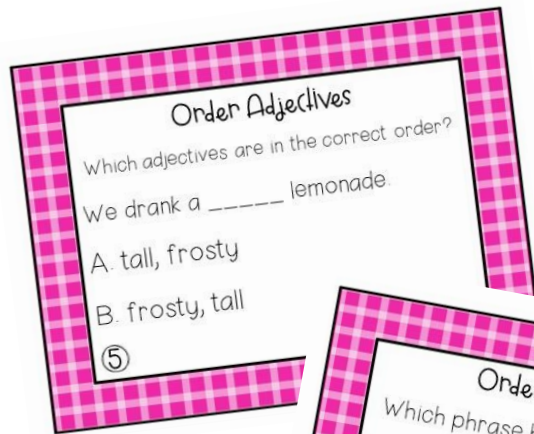 Order Adjectives
Which adjectives are in the correct order?
We drank a _____ lemonade.
A. tall, frosty
B. frosty, tall
5
Which phrase